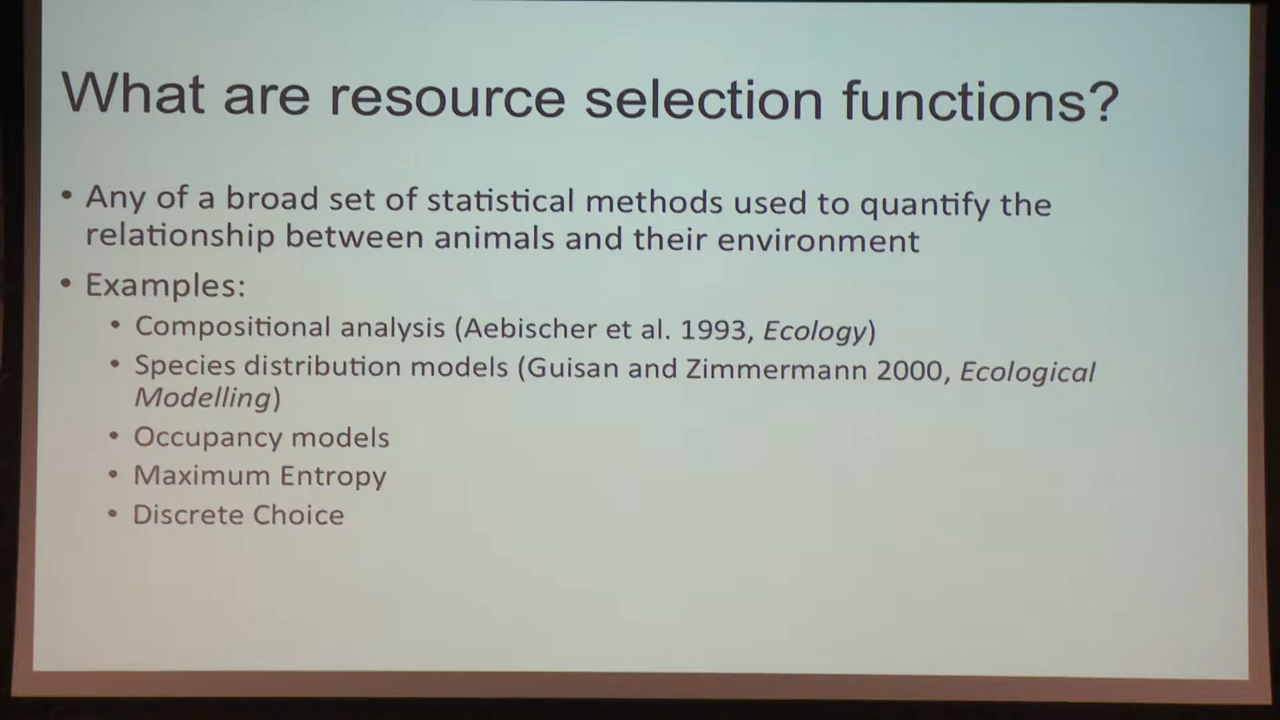 What are resource selection functions?
• Any of a broad set of statistical methods used to quantify the
relationship between animals and their environment
• Examples:
• Compositional analysis (Aebischer et al. 1993, Ecology)
• Species distribution models (Guisan and Zimmermann 2000, Ecological
Modelling)
• Occupancy models
• Maximum Entropy
• Discrete Choice